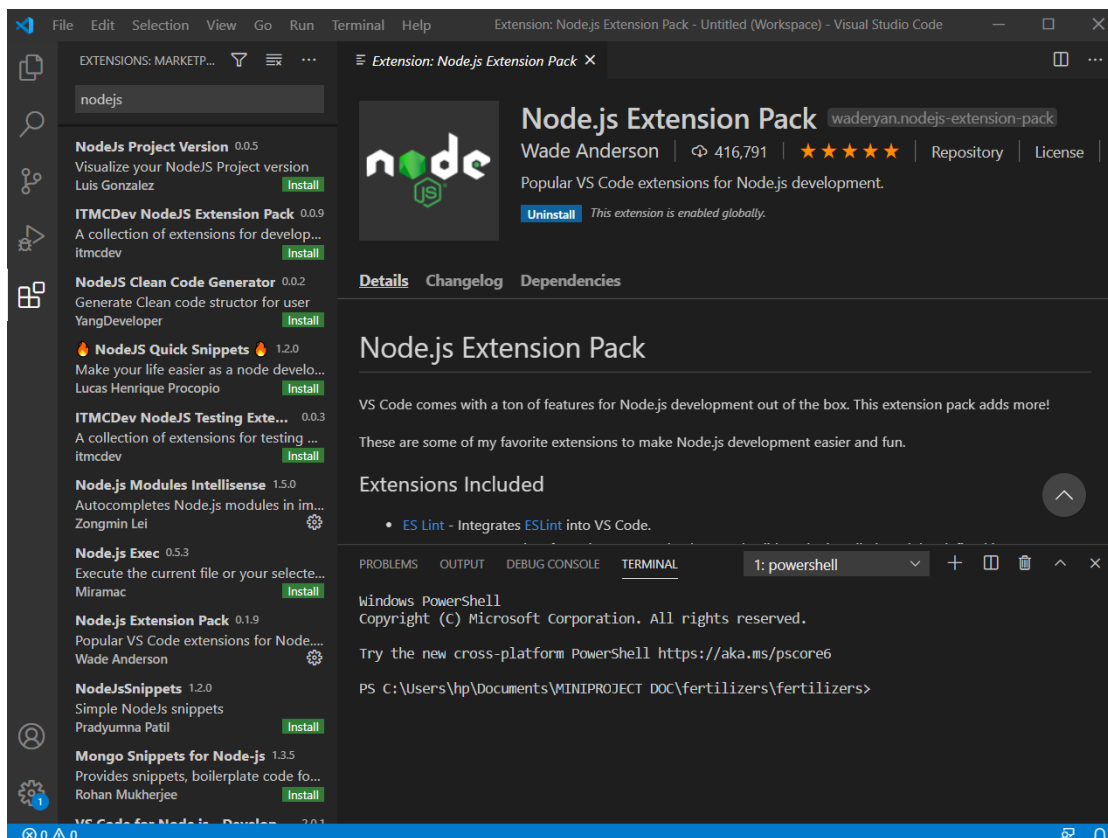 File Edit Selection View Go Run Terminal Help Extension: Node.js Extension Pack - Untitled (Workspace) - Visual Studio Code
EXTENSIONS: MARKETP...
nodejs
NodeJs Project Version 0.0.5
Visualize your NodeJS Project version
Luis Gonzalez Install
ITMCDev NodeJS Extension Pack 0.0.9
A collection of extensions for develop...
itmcdev Install
NodeJS Clean Code Generator 0.0.2
Generate Clean code structor for user
YangDeveloper Install
🔥 NodeJS Quick Snippets 🔥 1.2.0
Make your life easier as a node develo...
Lucas Henrique Procopio Install
ITMCDev NodeJS Testing Exte... 0.0.3
A collection of extensions for testing ...
itmcdev Install
Node.js Modules Intellisense 1.5.0
Autocompletes Node.js modules in im...
Zongmin Lei
Node.js Exec 0.5.3
Execute the current file or your selecte...
Miramac Install
Node.js Extension Pack 0.1.9
Popular VS Code extensions for Node....
Wade Anderson
NodeJsSnippets 1.2.0
Simple NodeJs snippets
Pradyumna Patil Install
Mongo Snippets for Node-js 1.3.5
Provides snippets, boilerplate code fo...
Rohan Mukherjee Install
VS Code for Node.js - Develop... 2.0.1
1
Extension: Node.js Extension Pack
node
JS
Node.js Extension Pack waderyan.nodejs-extension-pack
Wade Anderson 416,791 ★★★★★ Repository License
Popular VS Code extensions for Node.js development.
Uninstall This extension is enabled globally.
Details Changelog Dependencies
Node.js Extension Pack
VS Code comes with a ton of features for Node.js development out of the box. This extension pack adds more!
These are some of my favorite extensions to make Node.js development easier and fun.
Extensions Included
• ES Lint - Integrates ESLint into VS Code.
PROBLEMS OUTPUT DEBUG CONSOLE TERMINAL 1: powershell
Windows PowerShell
Copyright (C) Microsoft Corporation. All rights reserved.
Try the new cross-platform PowerShell https://aka.ms/pscore6
PS C:\Users\hp\Documents\MINIPROJECT DOC\fertilizers\fertilizers>
0 0